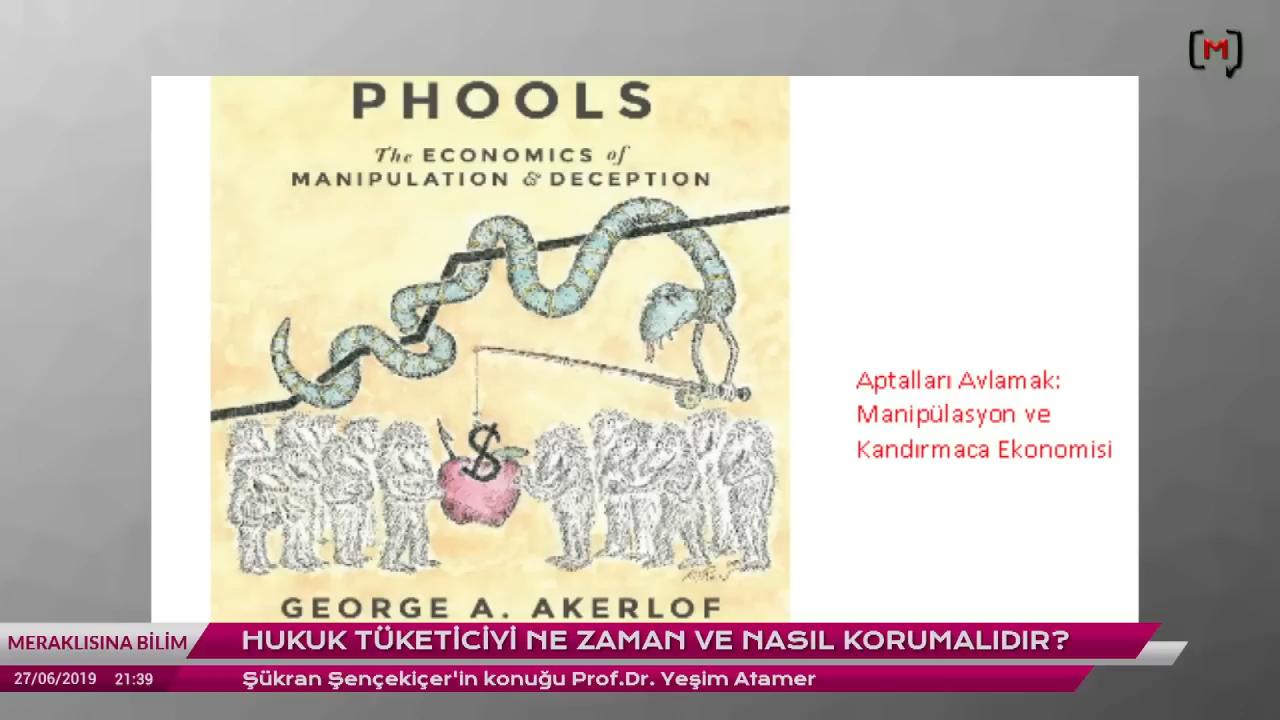 [M]
PHOOLS
The ECONOMICS of
MANIPULATION & DECEPTION
$
Aptalları Avlamak:
Manipülasyon ve
Kandırmaca Ekonomisi
GEORGE A. AKERLOF
MERAKLISINA BİLİM
HUKUK TÜKETİCİYİ NE ZAMAN VE NASIL KORUMALIDIR?
27/06/2019 21:39
Şükran Şençekiçer'in konuğu Prof.Dr. Yeşim Atamer